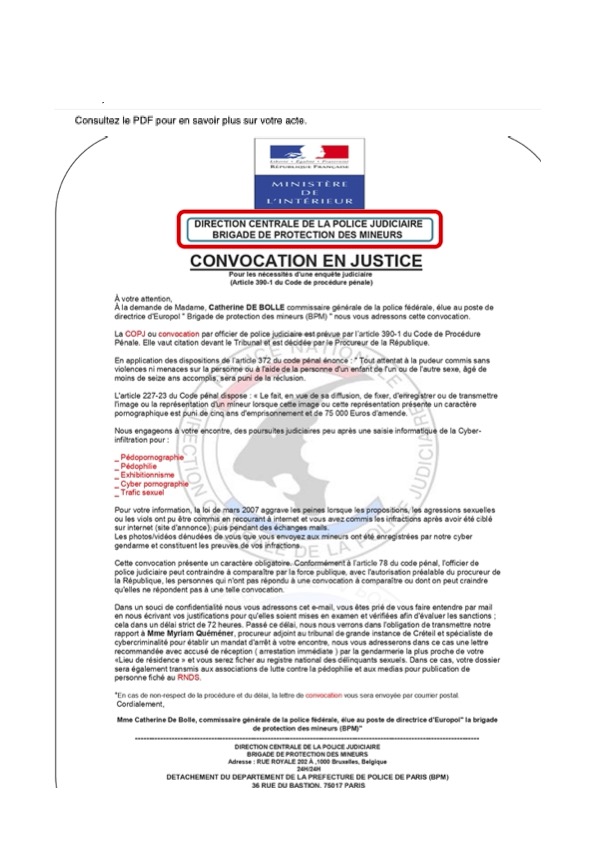 Consultez le PDF pour en savoir plus sur votre acte.
Liberté • Égalité • Fraternité
RÉPUBLIQUE FRANÇAISE
MINISTÈRE
DE
L'INTÉRIEUR
DIRECTION CENTRALE DE LA POLICE JUDICIAIRE
BRIGADE DE PROTECTION DES MINEURS
CONVOCATION EN JUSTICE
Pour les nécessités d'une enquête judiciaire
(Article 390-1 du Code de procédure pénale)
À votre attention,
À la demande de Madame, Catherine DE BOLLE commissaire générale de la police fédérale, élue au poste de
directrice d'Europol " Brigade de protection des mineurs (BPM) " nous vous adressons cette convocation.
La COPJ ou convocation par officier de police judiciaire est prévue par l'article 390-1 du Code de Procédure
Pénale. Elle vaut citation devant le Tribunal et est décidée par le Procureur de la République.
En application des dispositions de l'article 372 du code pénal énonce : " Tout attentat à la pudeur commis sans
violences ni menaces sur la personne ou à l'aide de la personne d'un enfant de l'un ou de l'autre sexe, âgé de
moins de seize ans accomplis, sera puni de la réclusion.
L'article 227-23 du Code pénal dispose : « Le fait, en vue de sa diffusion, de fixer, d'enregistrer ou de transmettre
l'image ou la représentation d'un mineur lorsque cette image ou cette représentation présente un caractère
pornographique est puni de cinq ans d'emprisonnement et de 75 000 Euros d'amende.
Nous engageons à votre encontre, des poursuites judiciaires peu après une saisie informatique de la Cyber-
infiltration pour :
_ Pédopornographie
_ Pédophilie
_ Exhibitionnisme
_ Cyber pornographie
_ Trafic sexuel
Pour votre information, la loi de mars 2007 aggrave les peines lorsque les propositions, les agressions sexuelles
ou les viols ont pu être commis en recourant à internet et vous avez commis les infractions après avoir été ciblé
sur internet (site d'annonce), puis pendant des échanges mails.
Les photos/vidéos dénudées de vous que vous envoyez aux mineurs ont été enregistrées par notre cyber
gendarme et constituent les preuves de vos infractions.
Cette convocation présente un caractère obligatoire. Conformément à l'article 78 du code pénal, l'officier de
police judiciaire peut contraindre à comparaître par la force publique, avec l'autorisation préalable du procureur de
la République, les personnes qui n'ont pas répondu à une convocation à comparaître ou dont on peut craindre
qu'elles ne répondent pas à une telle convocation.
Dans un souci de confidentialité nous vous adressons cet e-mail, vous êtes prié de vous faire entendre par mail
en nous écrivant vos justifications pour qu'elles soient mises en examen et vérifiées afin d'évaluer les sanctions ;
cela dans un délai strict de 72 heures. Passé ce délai, nous nous verrons dans l'obligation de transmettre notre
rapport à Mme Myriam Quéméner, procureur adjoint au tribunal de grande instance de Créteil et spécialiste de
cybercriminalité pour établir un mandat d'arrêt à votre encontre, nous vous adresserons dans ce cas une lettre
recommandée avec accusé de réception ( arrestation immédiate ) par la gendarmerie la plus proche de votre
«Lieu de résidence » et vous serez ficher au registre national des délinquants sexuels. Dans ce cas, votre dossier
sera également transmis aux associations de lutte contre la pédophilie et aux medias pour publication de
personne fiché au RNDS.
*En cas de non-respect de la procédure et du délai, la lettre de convocation vous sera envoyée par courrier postal.
Cordialement,
Mme Catherine De Bolle, commissaire générale de la police fédérale, élue au poste de directrice d'Europol" la brigade
de protection des mineurs (BPM)"
DIRECTION CENTRALE DE LA POLICE JUDICIAIRE
BRIGADE DE PROTECTION DES MINEURS
Adresse : RUE ROYALE 202 À ,1000 Bruxelles, Belgique
24H/24H
DETACHEMENT DU DEPARTEMENT DE LA PREFECTURE DE POLICE DE PARIS (BPM)
36 RUE DU BASTION, 75017 PARIS